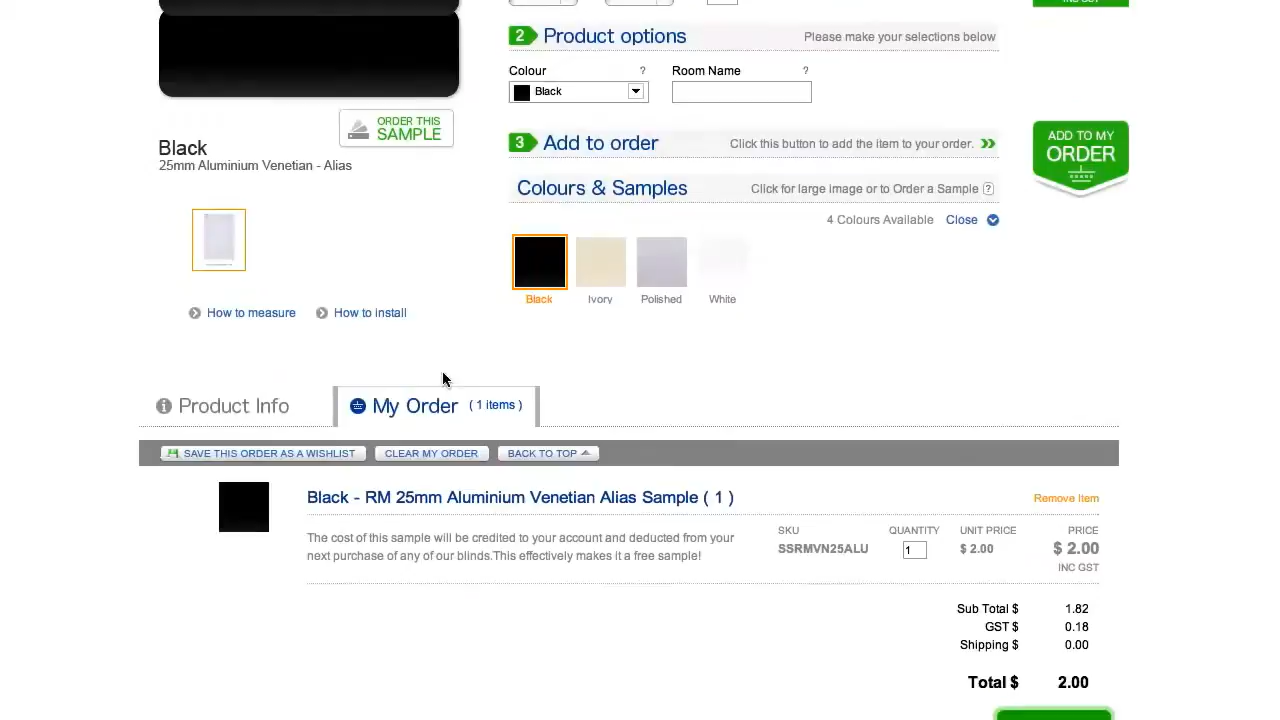 INC GST
2 Product options
Please make your selections below
Colour ?
Room Name ?
Black
ORDER THIS
SAMPLE
Black
25mm Aluminium Venetian - Alias
3 Add to order
Click this button to add the item to your order.
ADD TO MY
ORDER
Colours & Samples
Click for large image or to Order a Sample ?
4 Colours Available Close
Black Ivory Polished White
How to measure How to install
Product Info
My Order ( 1 items )
SAVE THIS ORDER AS A WISHLIST CLEAR MY ORDER BACK TO TOP
Black - RM 25mm Aluminium Venetian Alias Sample ( 1 )
Remove Item
The cost of this sample will be credited to your account and deducted from your
next purchase of any of our blinds.This effectively makes it a free sample!
SKU QUANTITY UNIT PRICE PRICE
SSRMVN25ALU 1 $ 2.00 $ 2.00
INC GST
Sub Total $ 1.82
GST $ 0.18
Shipping $ 0.00
Total $ 2.00